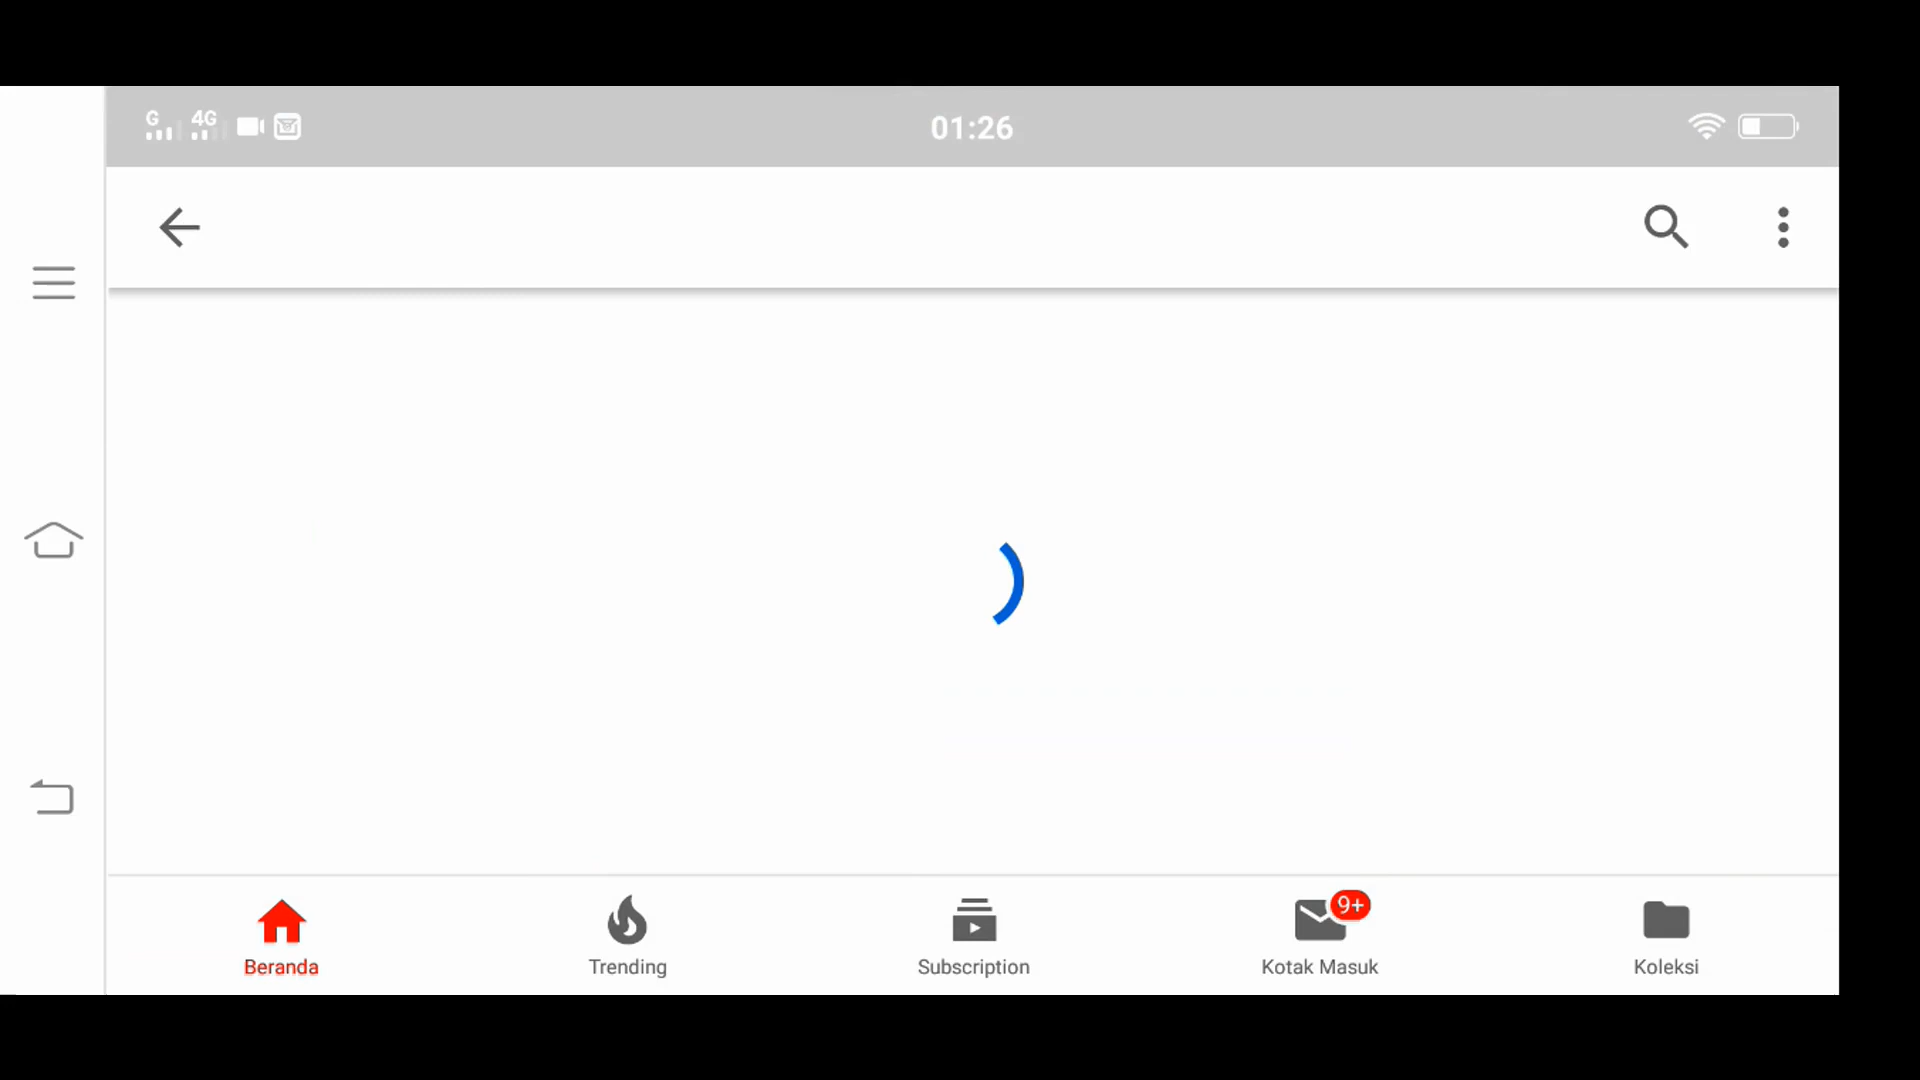 G 4G
01:26
9+
Beranda
Trending
Subscription
Kotak Masuk
Koleksi